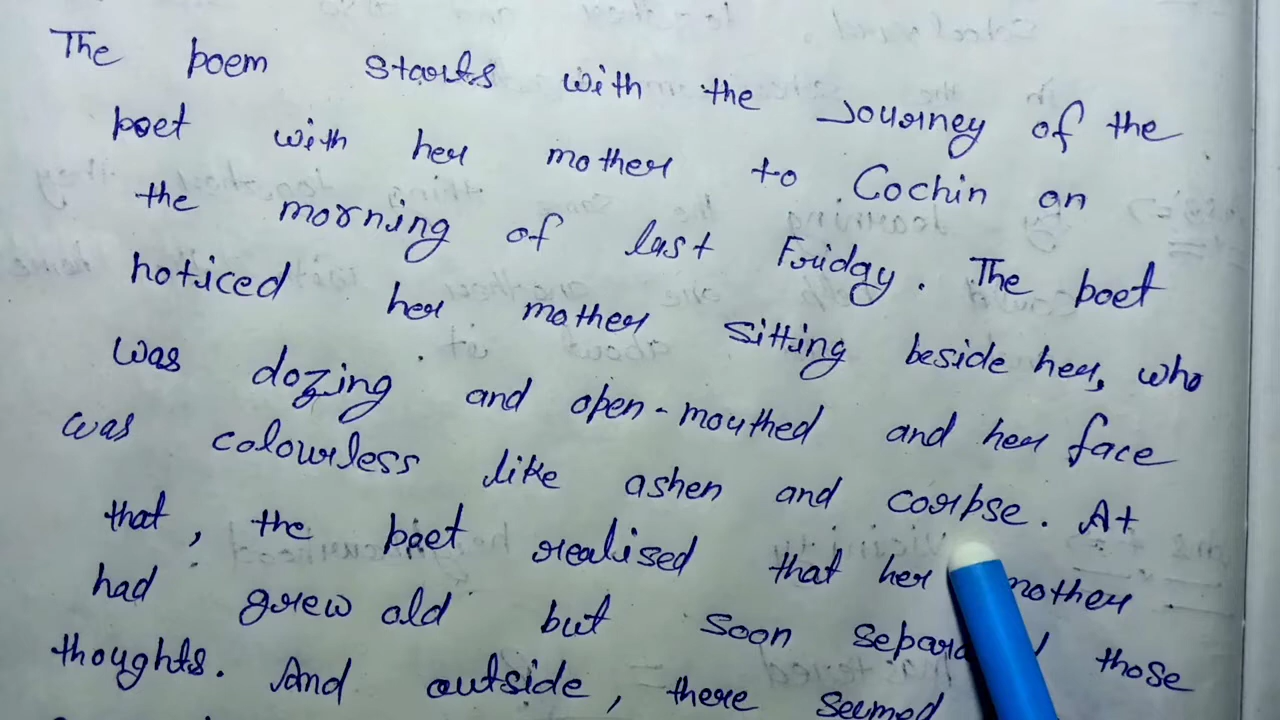 The poem starts with the Journey of the
poet with her mother to Cochin on
the morning of last Friday. The poet
noticed her mother sitting beside her, who
was dozing and open-mouthed and her face
was colourless like ashen and corpse. At
that, the poet realised that her mother
had grew old but soon those
thoughts. And outside, there seemed